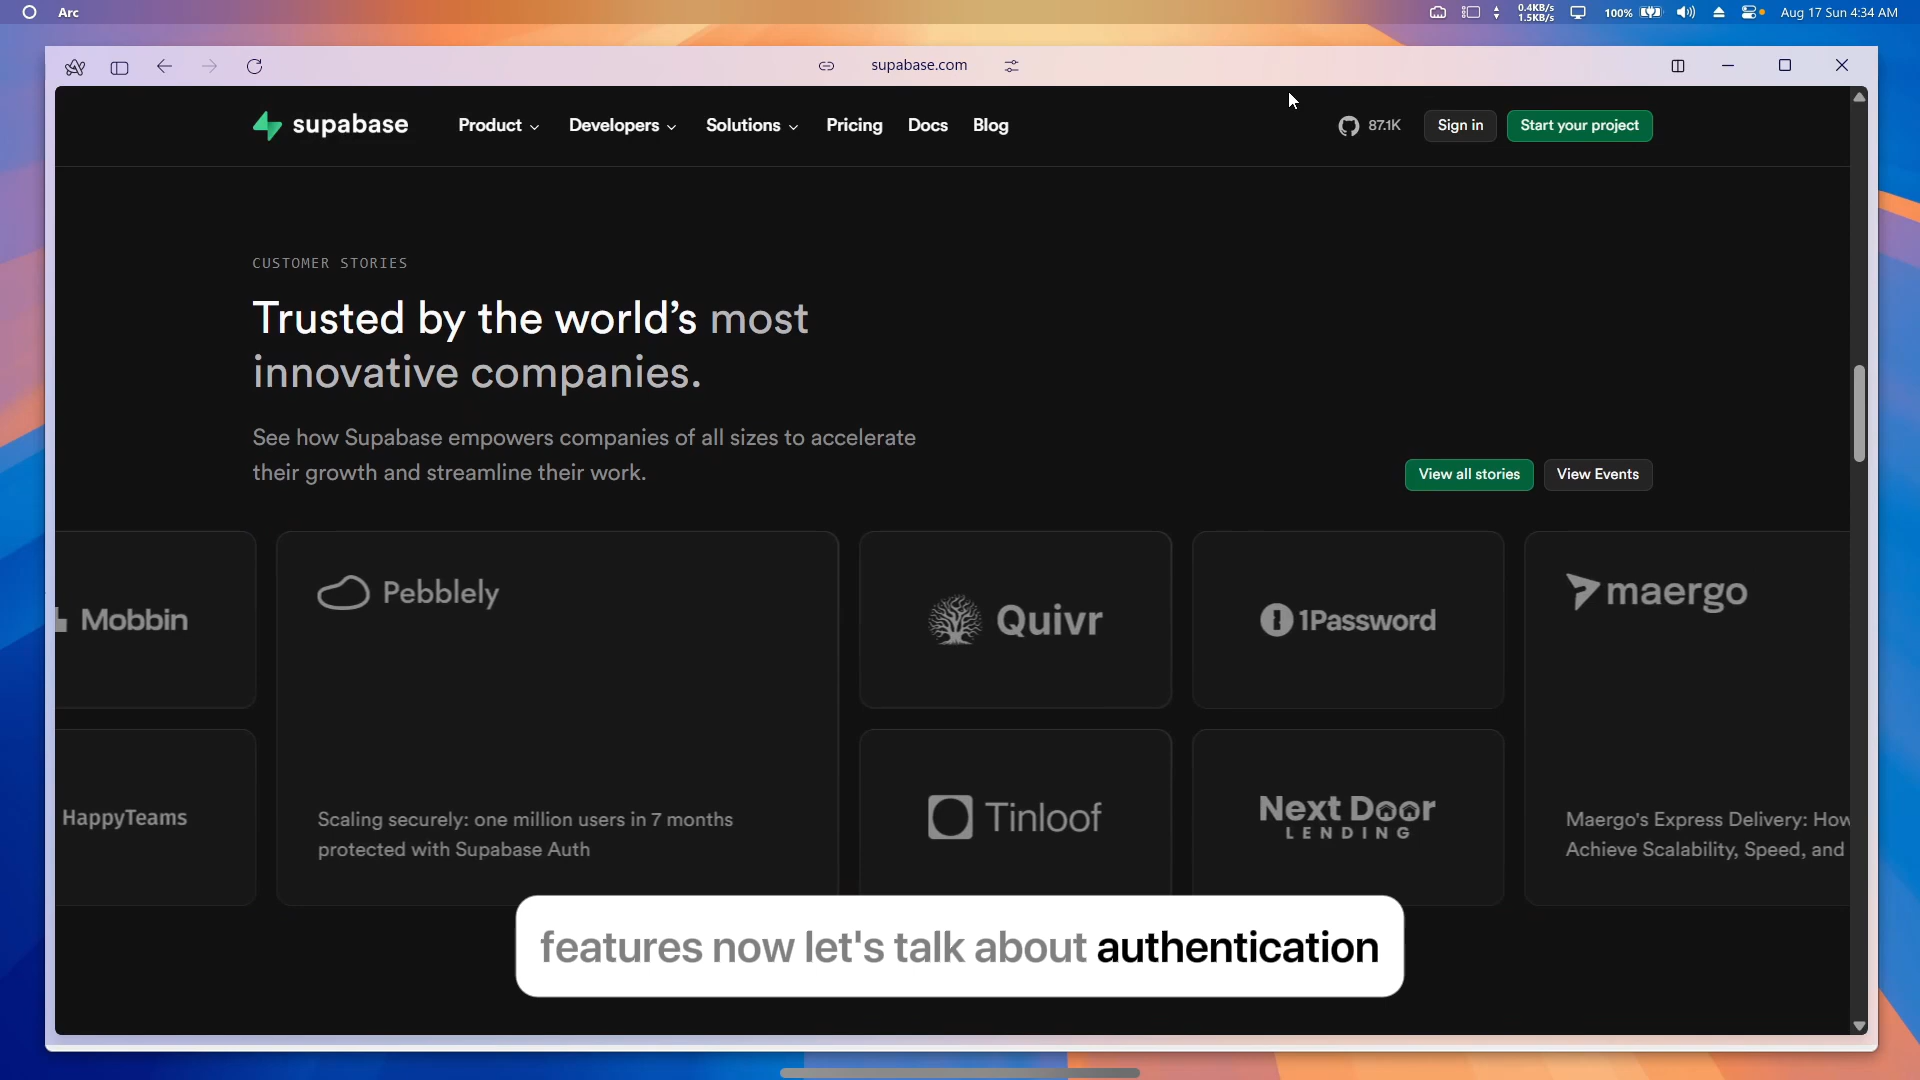 Arc
0.4KB/s
1.5KB/s
100%
Aug 17 Sun 4:34 AM
supabase.com
supabase
Product
Developers
Solutions
Pricing
Docs
Blog
87.1K
Sign in
Start your project
CUSTOMER STORIES
Trusted by the world's most
innovative companies.
See how Supabase empowers companies of all sizes to accelerate
their growth and streamline their work.
View all stories
View Events
Mobbin
Pebblely
Quivr
1Password
maergo
HappyTeams
Scaling securely: one million users in 7 months
protected with Supabase Auth
Tinloof
Next Door
LENDING
Maergo's Express Delivery: How
Achieve Scalability, Speed, and
features now let's talk about authentication